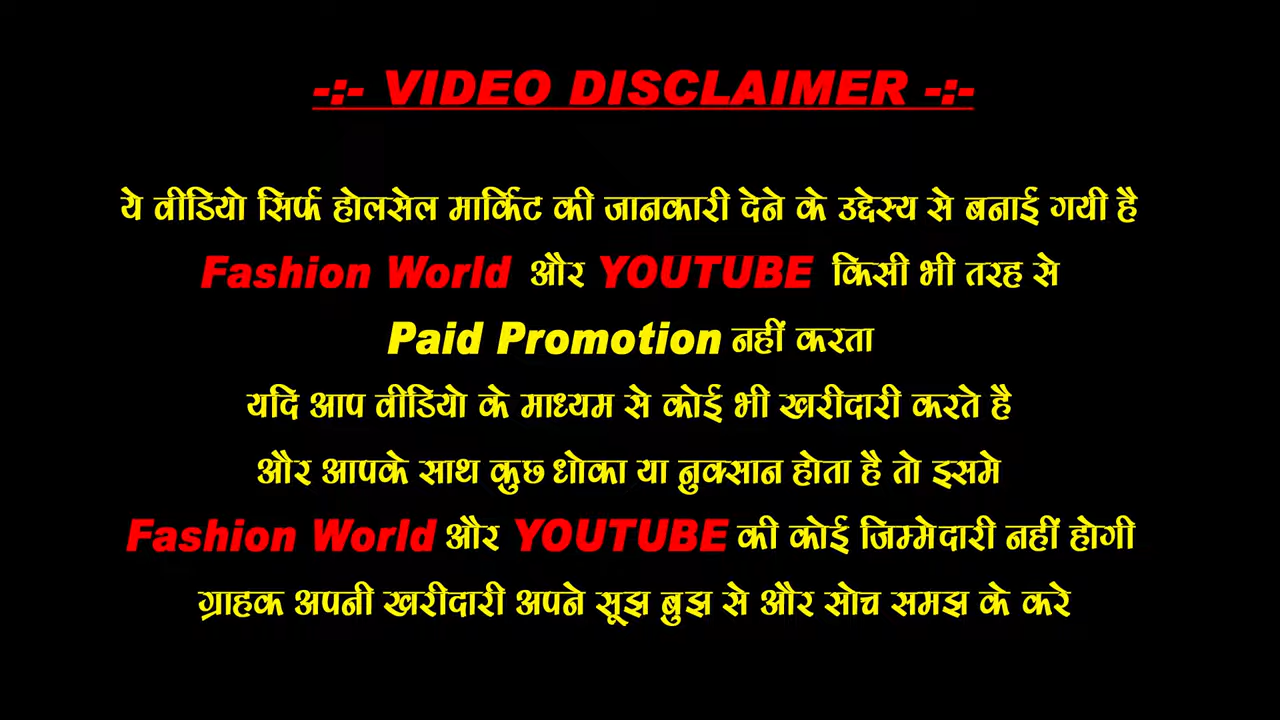 -:- VIDEO DISCLAIMER -:-
ये वीडियो सिर्फ होलसेल मार्किट की जानकारी देने के उद्देस्य से बनाई गयी है
Fashion World और YOUTUBE किसी भी तरह से
Paid Promotion नहीं करता
यदि आप वीडियो के माध्यम से कोई भी खरीदारी करते है
और आपके साथ कुछ धोका या नुक्सान होता है तो इसमे
Fashion World और YOUTUBE की कोई जिम्मेदारी नहीं होगी
ग्राहक अपनी खरीदारी अपने सूझ बुझ से और सोच समझ के करे